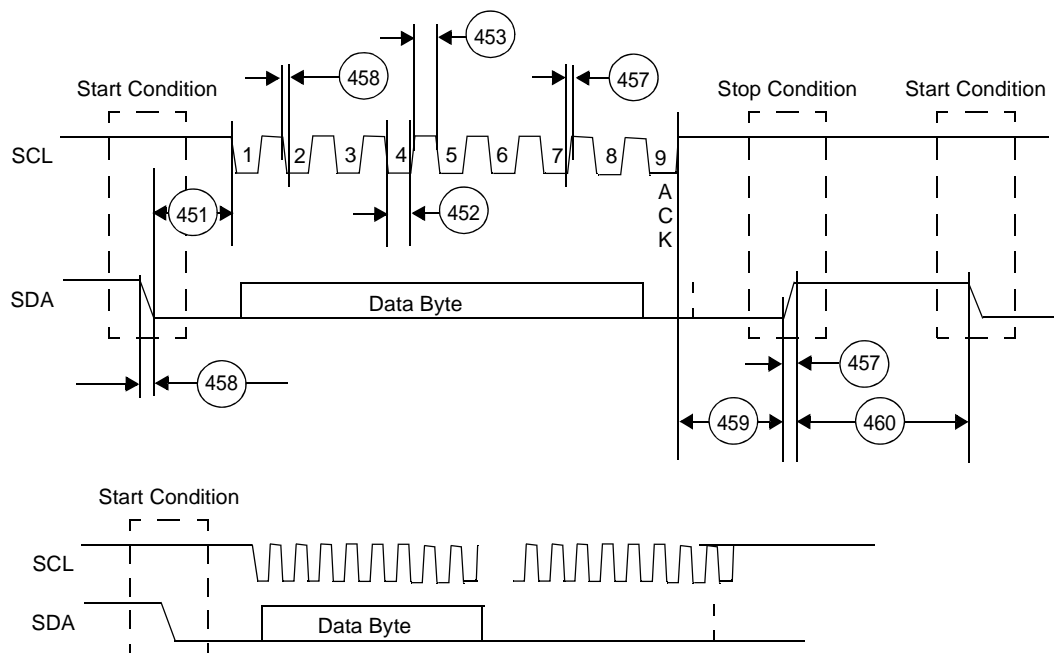 453
458
457
Start Condition
Stop Condition
Start Condition
SCL
1 2 3 4 5 6 7 8 9
A
C
K
451
452
SDA
Data Byte
458
457
459
460
Start Condition
SCL
SDA
Data Byte